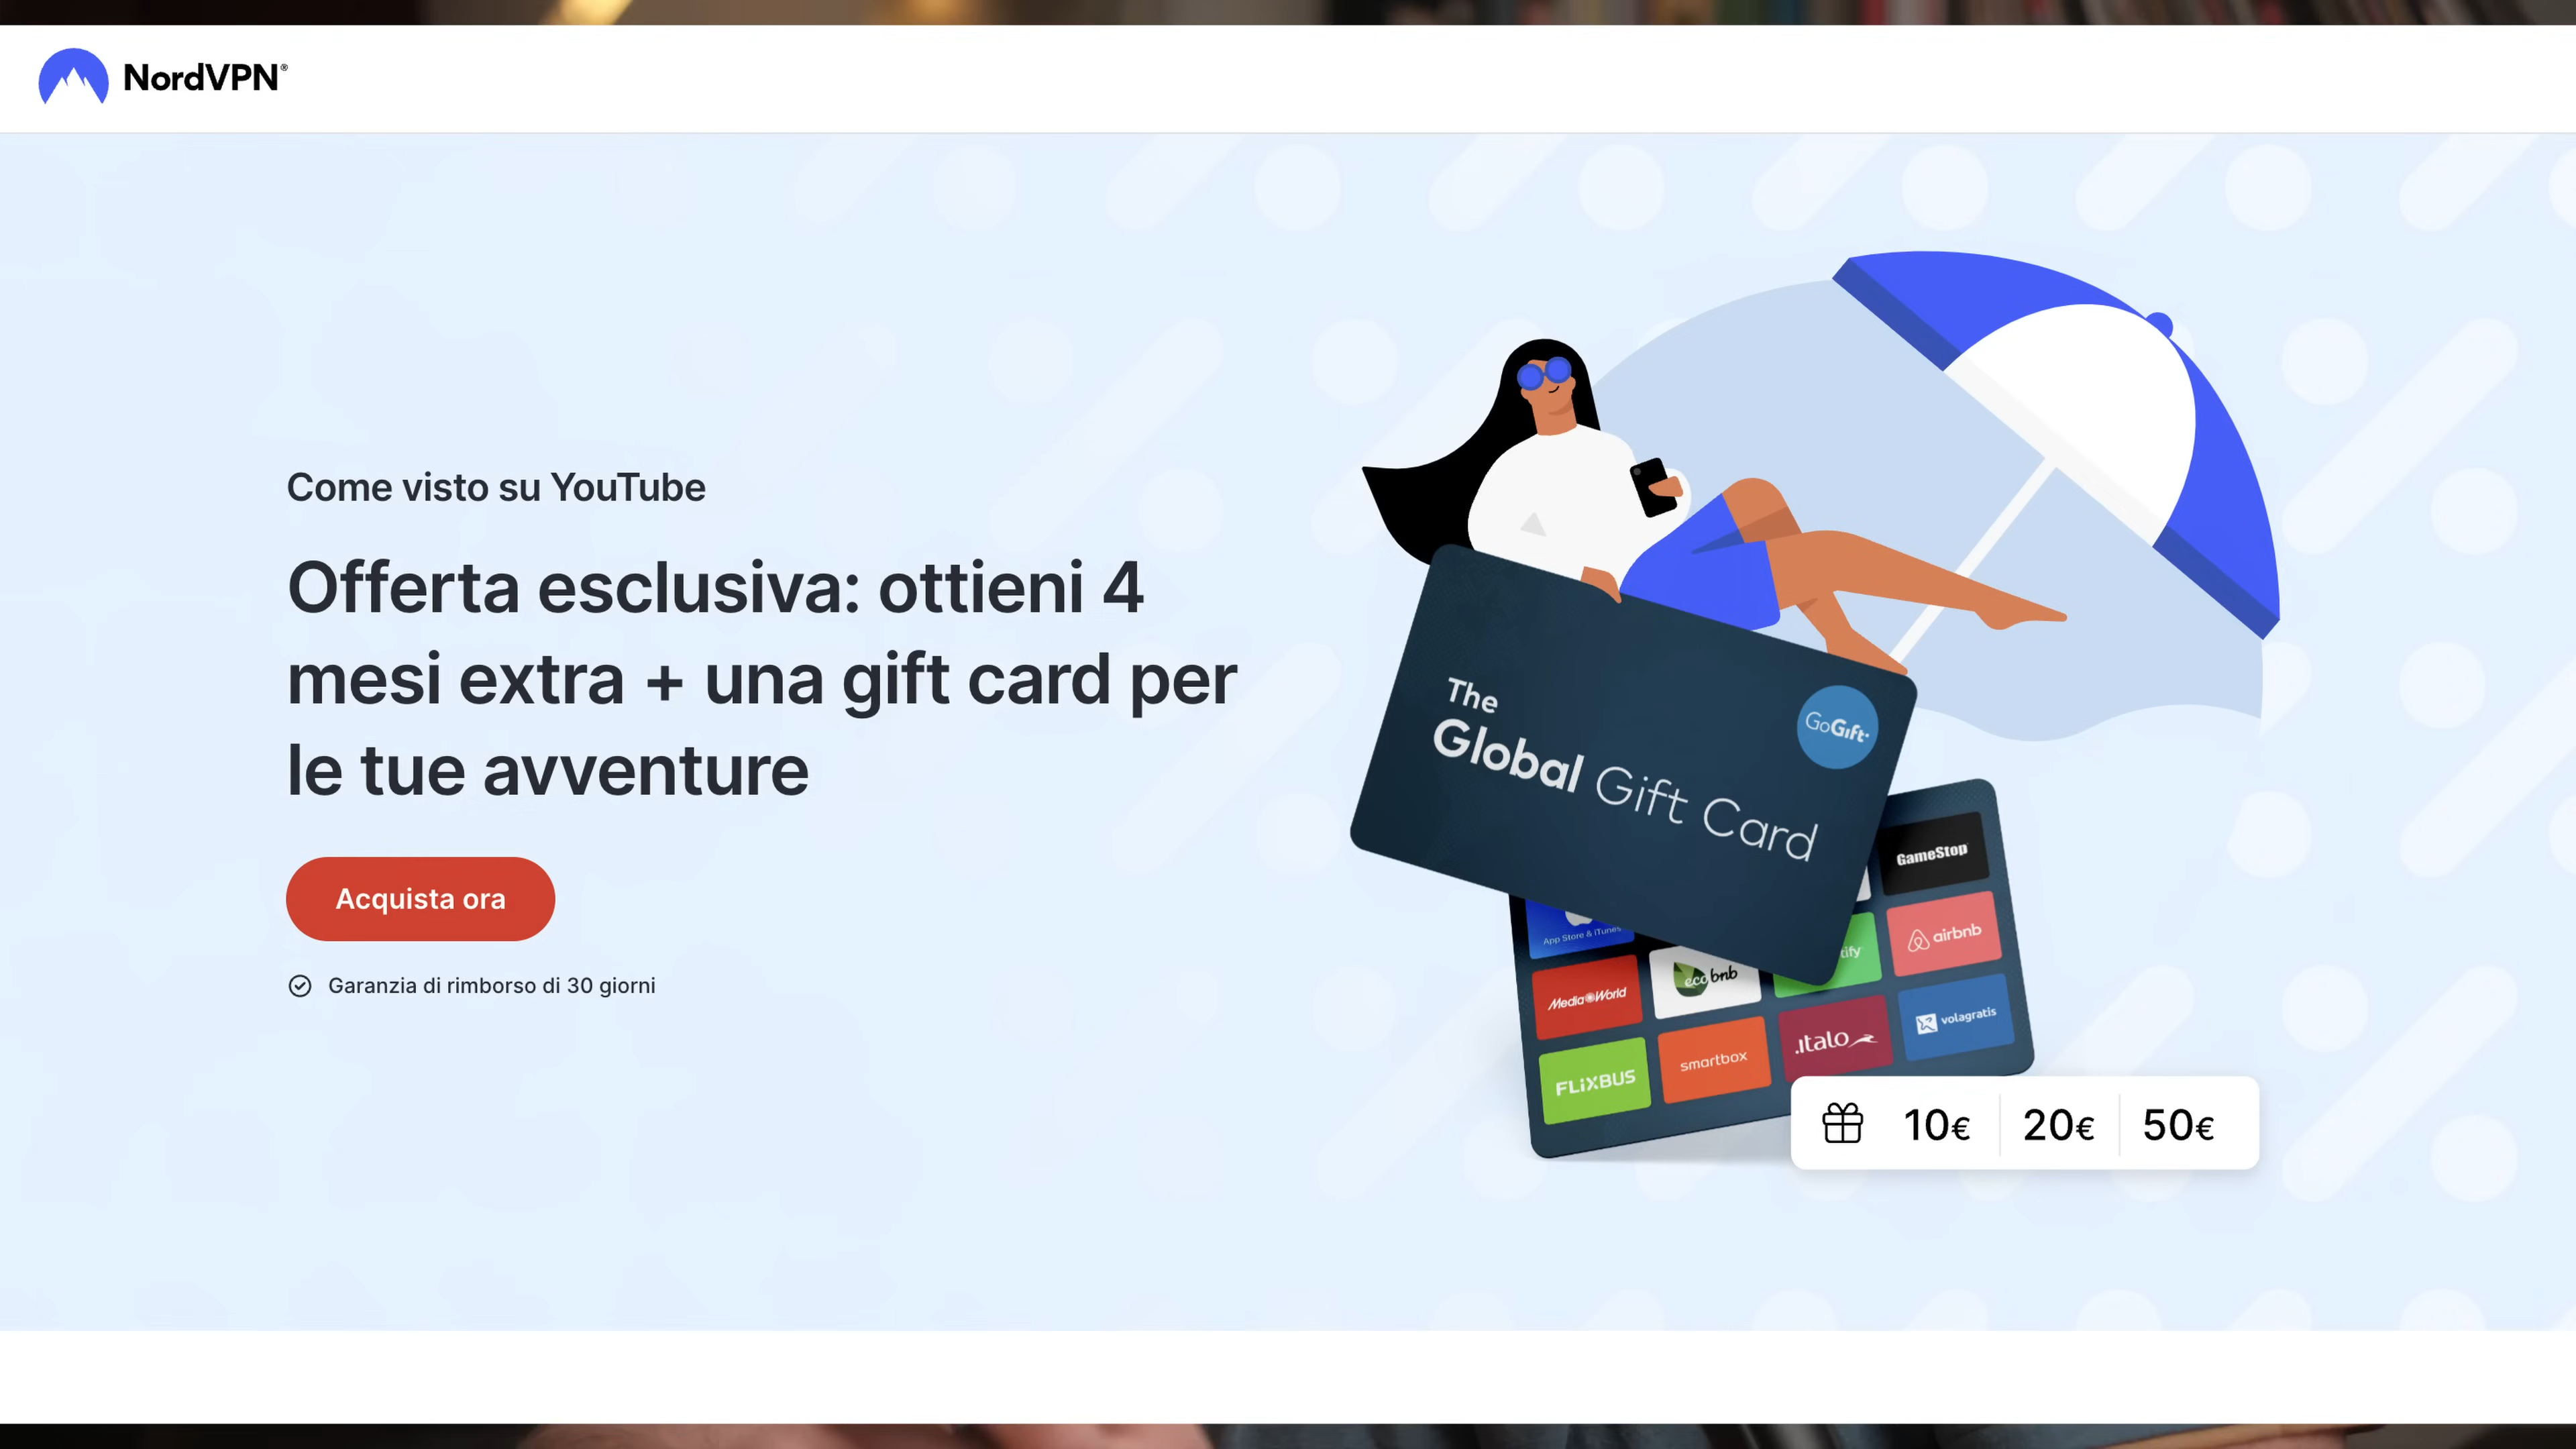 NordVPN®
Come visto su YouTube
Offerta esclusiva: ottieni 4
mesi extra + una gift card per
le tue avventure
Acquista ora
Garanzia di rimborso di 30 giorni
The
Global Gift Card
GoGift
GameStop
App Store & iTunes
airbnb
MediaWorld
ecobnb
volagratis
FLiXBUS
smartbox
.italo
10€
20€
50€